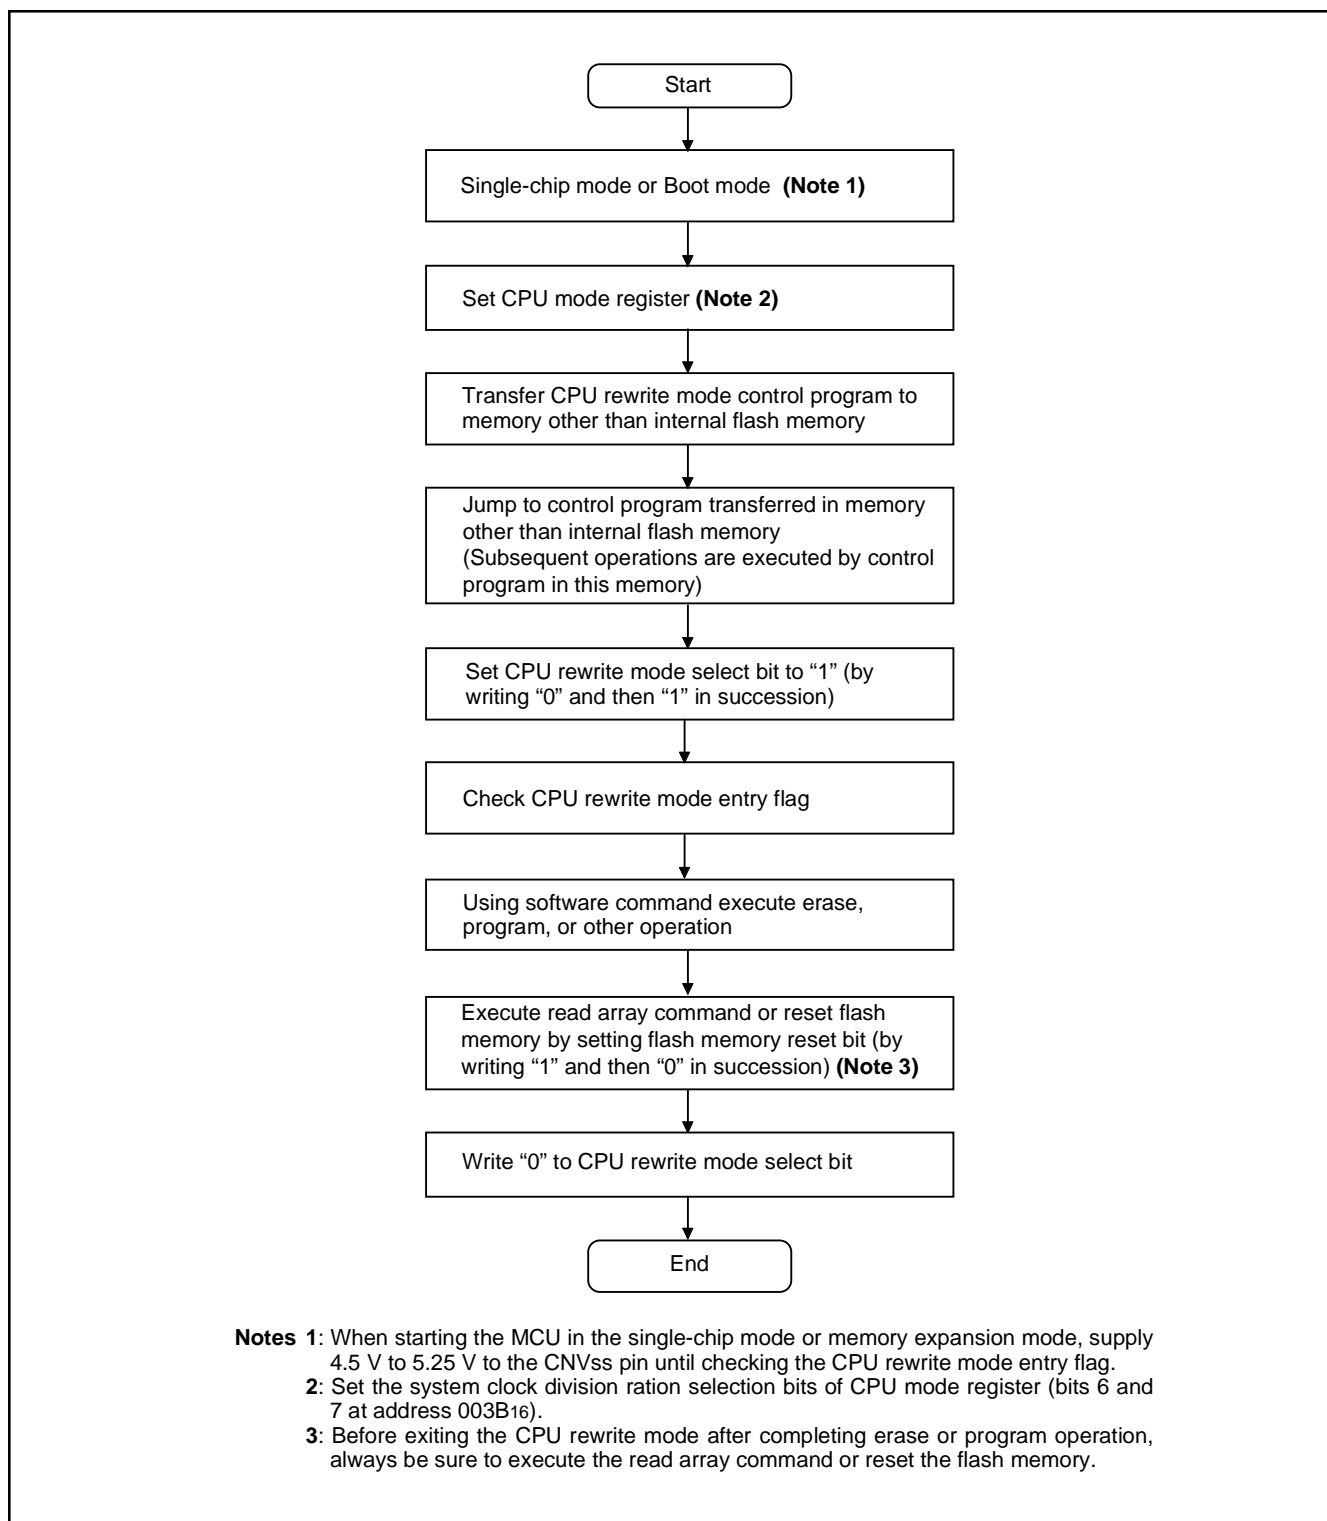 Start
Single-chip mode or Boot mode (Note 1)
Set CPU mode register (Note 2)
Transfer CPU rewrite mode control program to
memory other than internal flash memory
Jump to control program transferred in memory
other than internal flash memory
(Subsequent operations are executed by control
program in this memory)
Set CPU rewrite mode select bit to “1” (by
writing “0” and then “1” in succession)
Check CPU rewrite mode entry flag
Using software command execute erase,
program, or other operation
Execute read array command or reset flash
memory by setting flash memory reset bit (by
writing “1” and then “0” in succession) (Note 3)
Write “0” to CPU rewrite mode select bit
End
Notes 1: When starting the MCU in the single-chip mode or memory expansion mode, supply
4.5 V to 5.25 V to the CNVss pin until checking the CPU rewrite mode entry flag.
2: Set the system clock division ration selection bits of CPU mode register (bits 6 and
7 at address 003B16).
3: Before exiting the CPU rewrite mode after completing erase or program operation,
always be sure to execute the read array command or reset the flash memory.